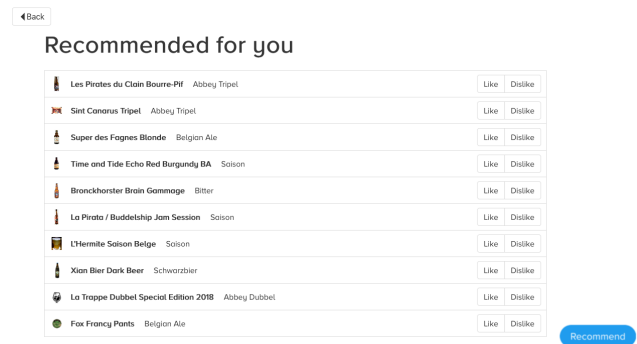 Back
Recommended for you
Les Pirates du Clain Bourre-Pif Abbey Tripel Like Dislike
Sint Canarus Tripel Abbey Tripel Like Dislike
Super des Fagnes Blonde Belgian Ale Like Dislike
Time and Tide Echo Red Burgundy BA Saison Like Dislike
Bronckhorster Brain Gammage Bitter Like Dislike
La Pirata / Buddelship Jam Session Saison Like Dislike
L'Hermite Saison Belge Saison Like Dislike
Xian Bier Dark Beer Schwarzbier Like Dislike
La Trappe Dubbel Special Edition 2018 Abbey Dubbel Like Dislike
Fox Francy Pants Belgian Ale Like Dislike
Recommend